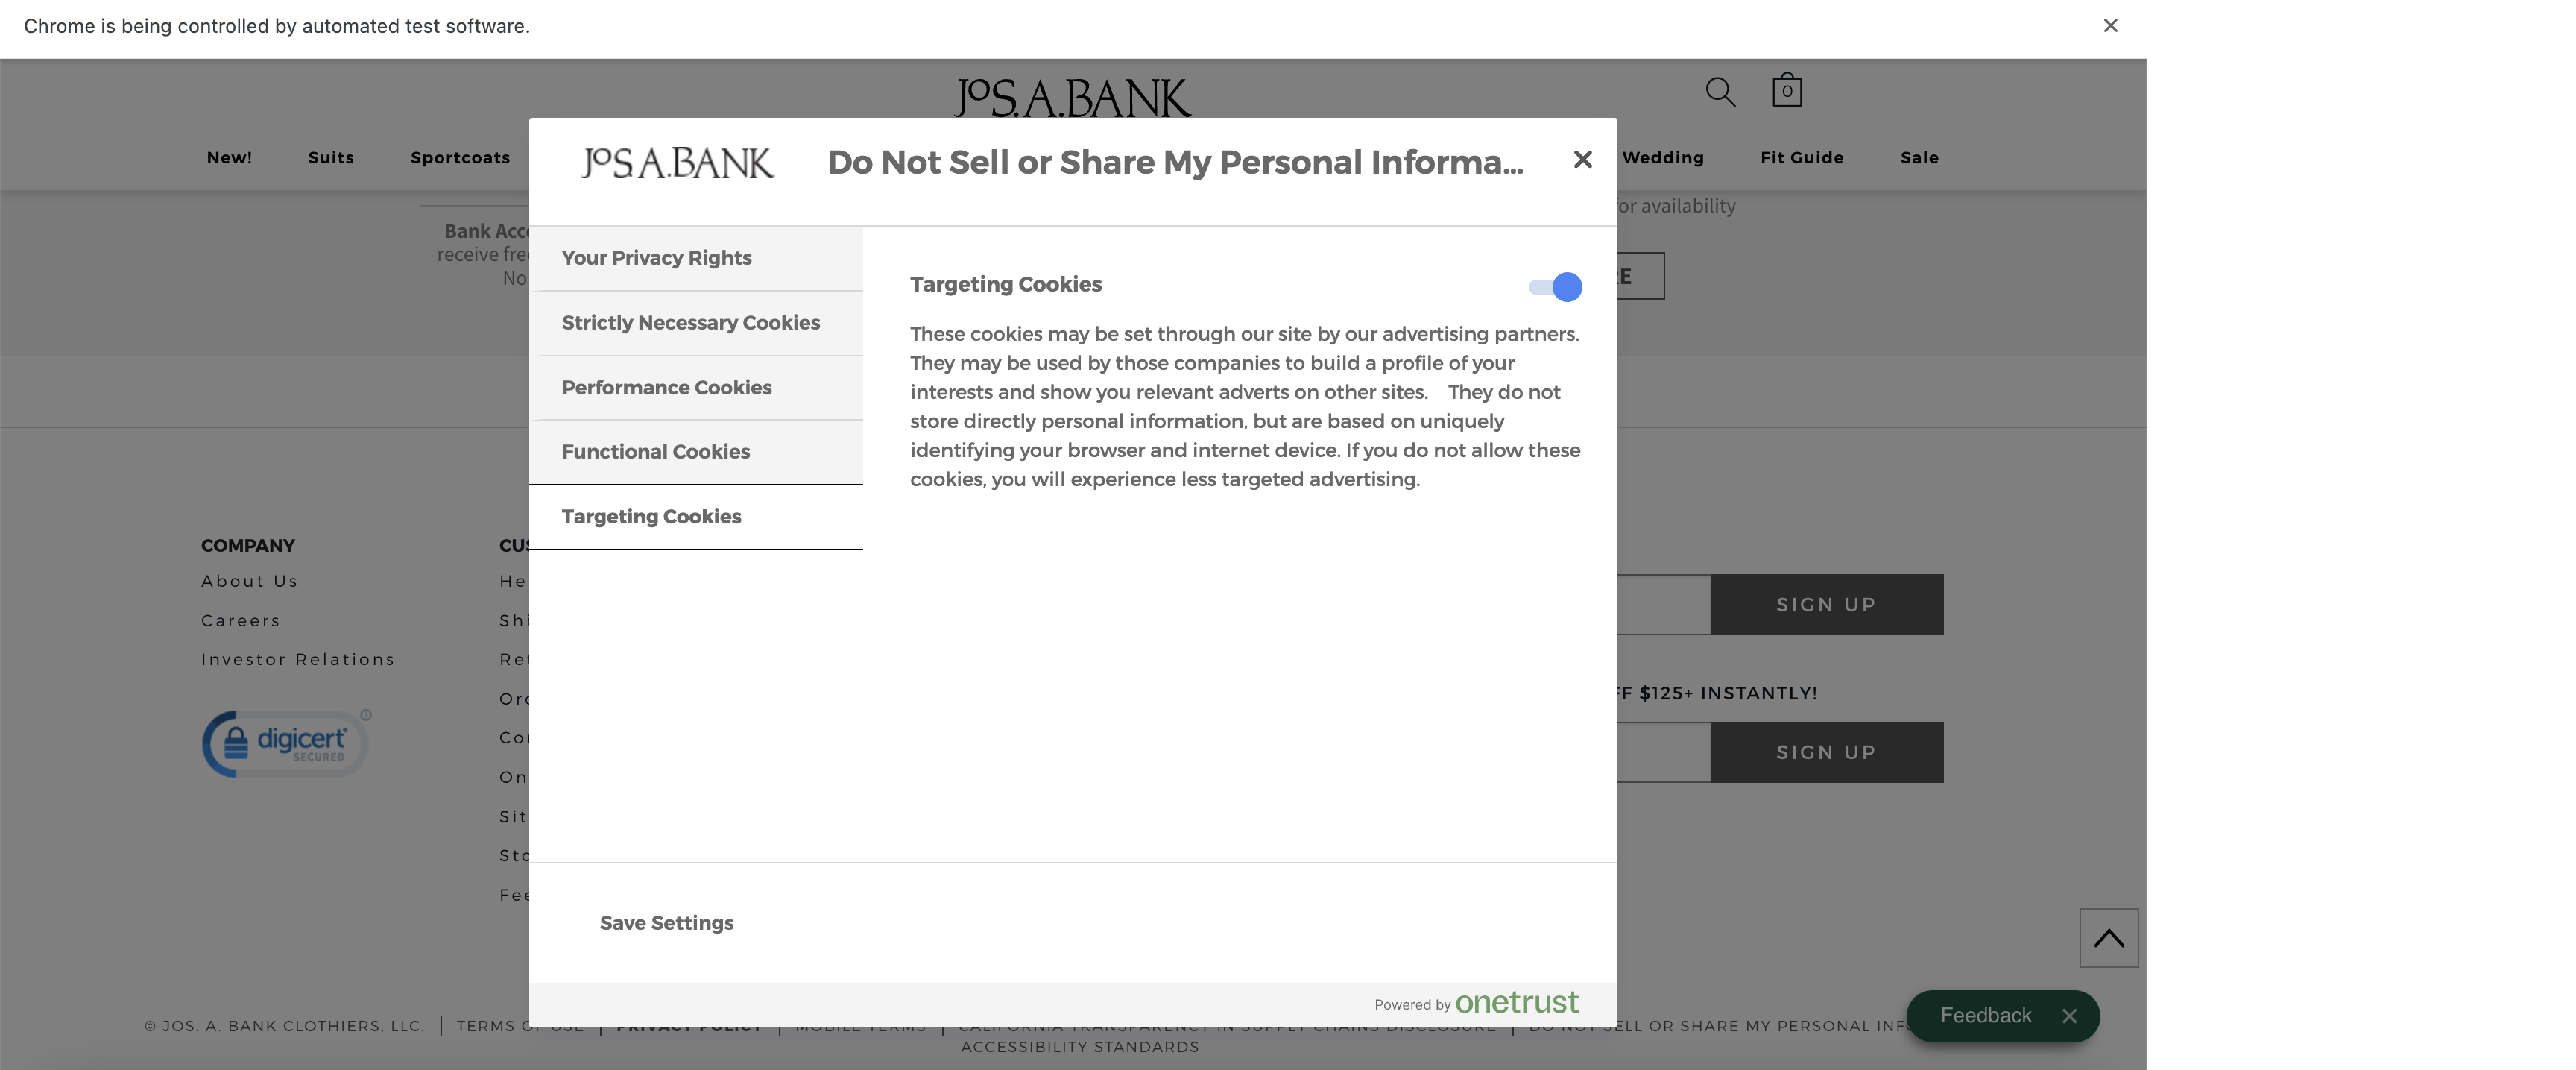 Chrome is being controlled by automated test software.
JOS. A. BANK
0
New! Suits Sportcoats Wedding Fit Guide Sale
JOS. A. BANK
Do Not Sell or Share My Personal Informa...
for availability
Bank Acc
receive fre
No
Your Privacy Rights
Strictly Necessary Cookies
Performance Cookies
Functional Cookies
Targeting Cookies
Targeting Cookies
These cookies may be set through our site by our advertising partners.
They may be used by those companies to build a profile of your
interests and show you relevant adverts on other sites. They do not
store directly personal information, but are based on uniquely
identifying your browser and internet device. If you do not allow these
cookies, you will experience less targeted advertising.
RE
COMPANY
About Us
Careers
Investor Relations
digicert
SECURED
CUS
He
Shi
Ret
Ord
Con
On
Sit
Sto
Fee
SIGN UP
FF $125+ INSTANTLY!
SIGN UP
Save Settings
Powered by onetrust
Feedback
© JOS. A. BANK CLOTHIERS, LLC. TERMS OF USE PRIVACY POLICY MOBILE TERMS CALIFORNIA TRANSPARENCY IN SUPPLY CHAINS DISCLOSURE DO NOT SELL OR SHARE MY PERSONAL INFO
ACCESSIBILITY STANDARDS